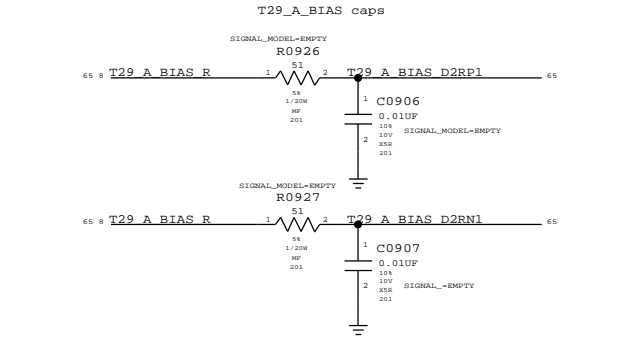 T29_A_BIAS caps
SIGNAL_MODEL=EMPTY
R0926
51
65 8 T29_A_BIAS_R 1 2 T29_A_BIAS_D2RP1 65
5%
1/20W
MF
201
1 C0906
0.01UF
10%
10V
X5R
201
SIGNAL_MODEL=EMPTY
2
SIGNAL_MODEL=EMPTY
R0927
51
65 8 T29_A_BIAS_R 1 2 T29_A_BIAS_D2RN1 65
5%
1/20W
MF
201
1 C0907
0.01UF
10%
10V
X5R
201
SIGNAL_=EMPTY
2